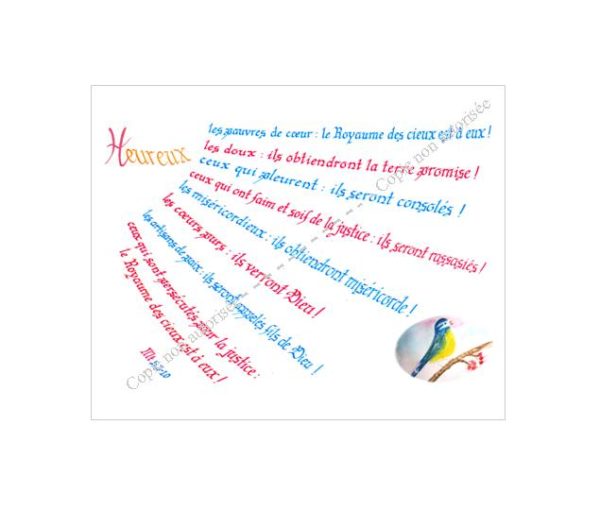 Heureux
les pauvres de cœur : le Royaume des cieux est à eux !
les doux : ils obtiendront la terre promise !
ceux qui pleurent : ils seront consolés !
ceux qui ont faim et soif de la justice : ils seront rassasiés !
les miséricordieux : ils obtiendront miséricorde !
les cœurs purs : ils verront Dieu !
les artisans de paix : ils seront appelés fils de Dieu !
ceux qui sont persécutés pour la justice :
le Royaume des cieux est à eux !
Mt 5,3-10
Copie non autorisée
Copie non autorisée